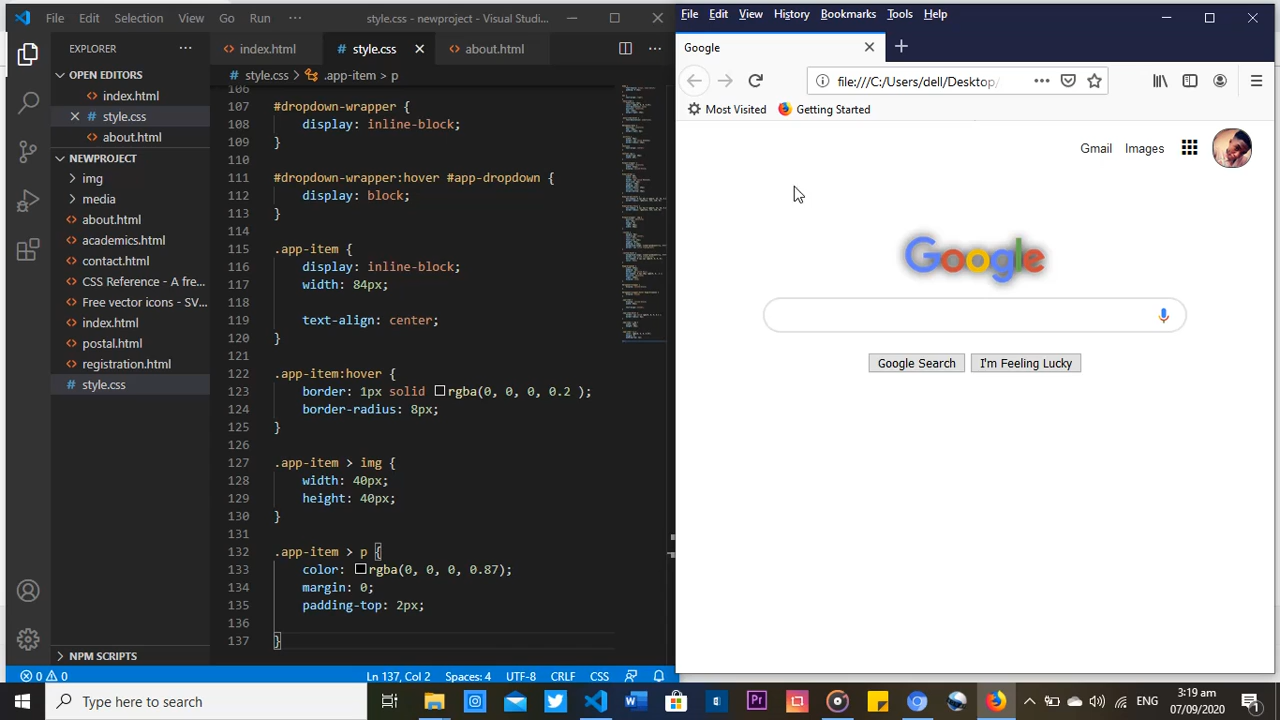 File Edit Selection View Go Run ··· style.css - newproject - Visual Studio...
EXPLORER ···
OPEN EDITORS
index.html
style.css
about.html
NEWPROJECT
img
media
about.html
academics.html
contact.html
CSS Reference - A fre...
Free vector icons - SV...
index.html
postal.html
registration.html
style.css
NPM SCRIPTS
index.html style.css about.html ···
style.css > .app-item > p
106
107 #dropdown-wrapper {
108 display: inline-block;
109 }
110
111 #dropdown-wrapper:hover #app-dropdown {
112 display: block;
113 }
114
115 .app-item {
116 display: inline-block;
117 width: 84px;
118
119 text-align: center;
120 }
121
122 .app-item:hover {
123 border: 1px solid rgba(0, 0, 0, 0.2 );
124 border-radius: 8px;
125 }
126
127 .app-item > img {
128 width: 40px;
129 height: 40px;
130 }
131
132 .app-item > p {
133 color: rgba(0, 0, 0, 0.87);
134 margin: 0;
135 padding-top: 2px;
136
137 }
0 0 Ln 137, Col 2 Spaces: 4 UTF-8 CRLF CSS
File Edit View History Bookmarks Tools Help
Google
file:///C:/Users/dell/Desktop/
Most Visited Getting Started
Gmail Images
Google
Google Search I'm Feeling Lucky
Type here to search
W Pr
ENG
3:19 am
07/09/2020
1